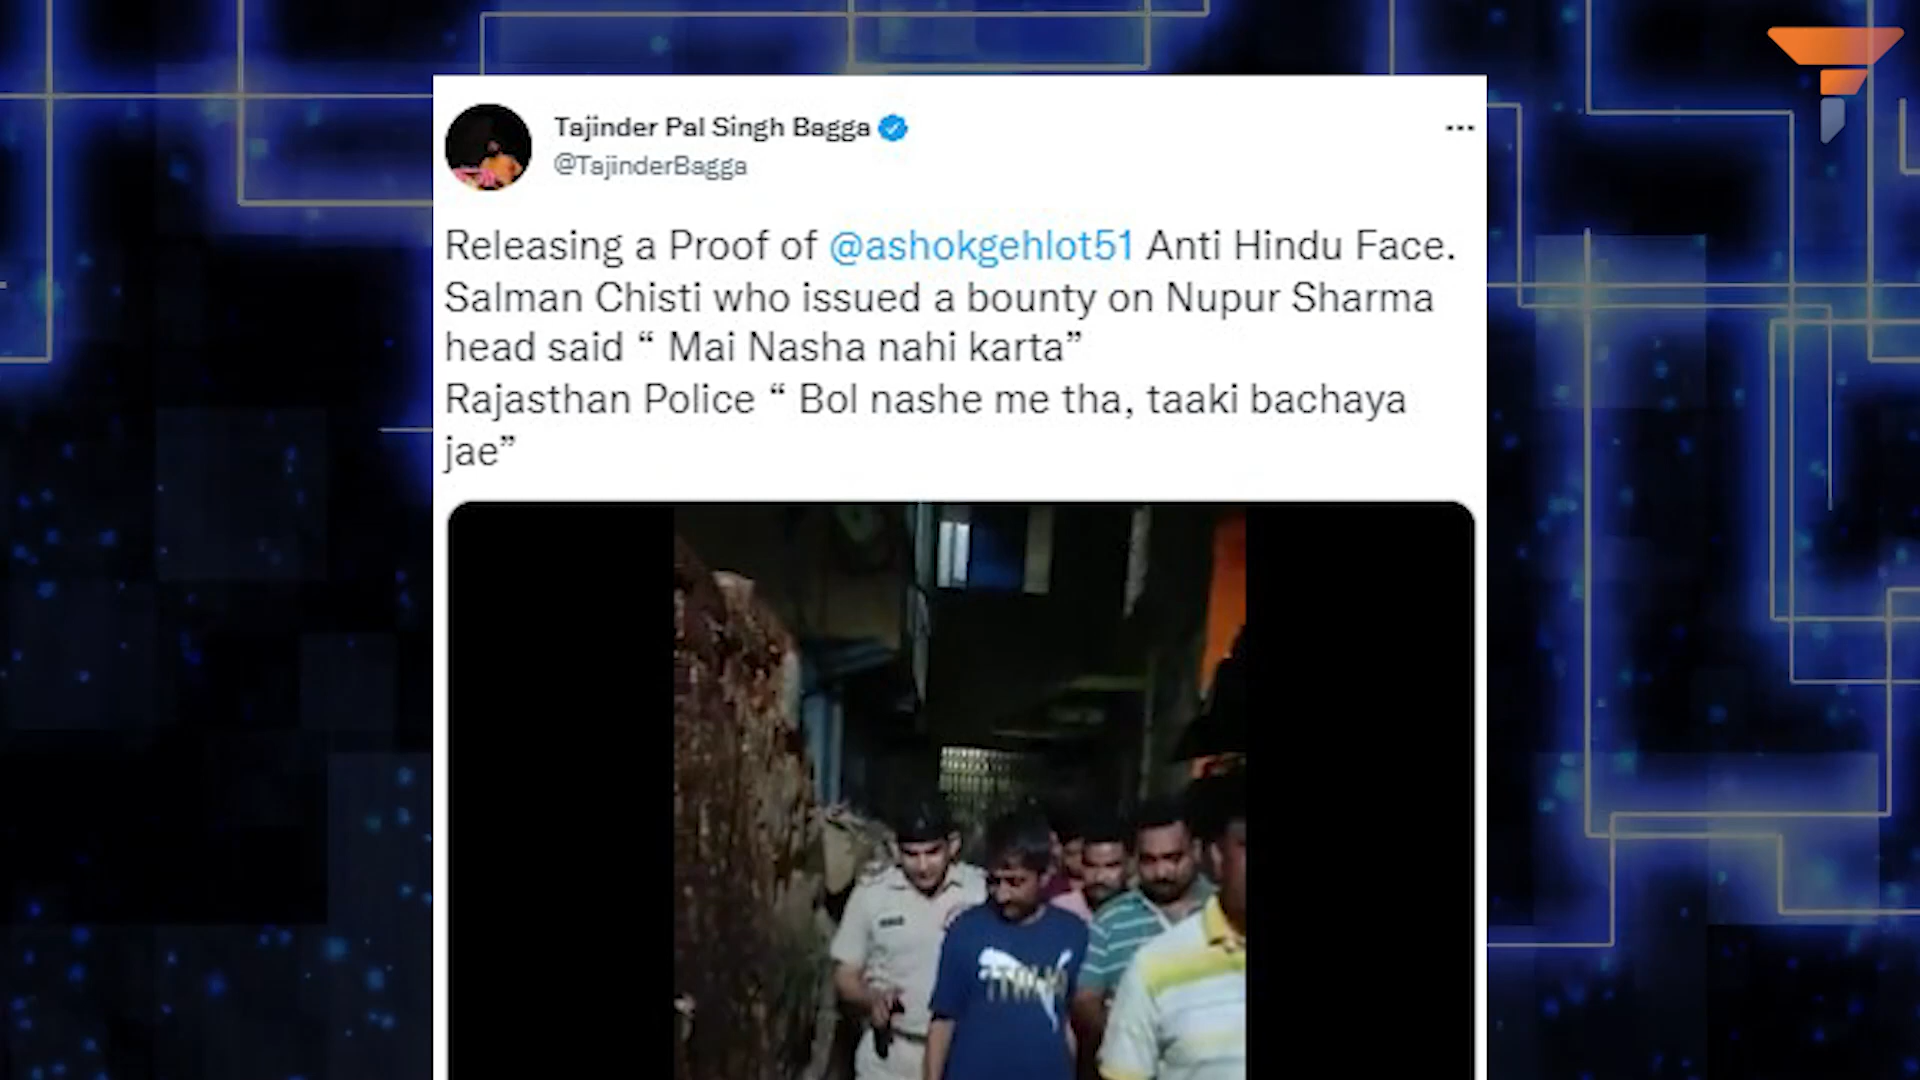 Tajinder Pal Singh Bagga
@TajinderBagga
Releasing a Proof of @ashokgehlot51 Anti Hindu Face.
Salman Chisti who issued a bounty on Nupur Sharma
head said “ Mai Nasha nahi karta”
Rajasthan Police “ Bol nashe me tha, taaki bachaya
jae”